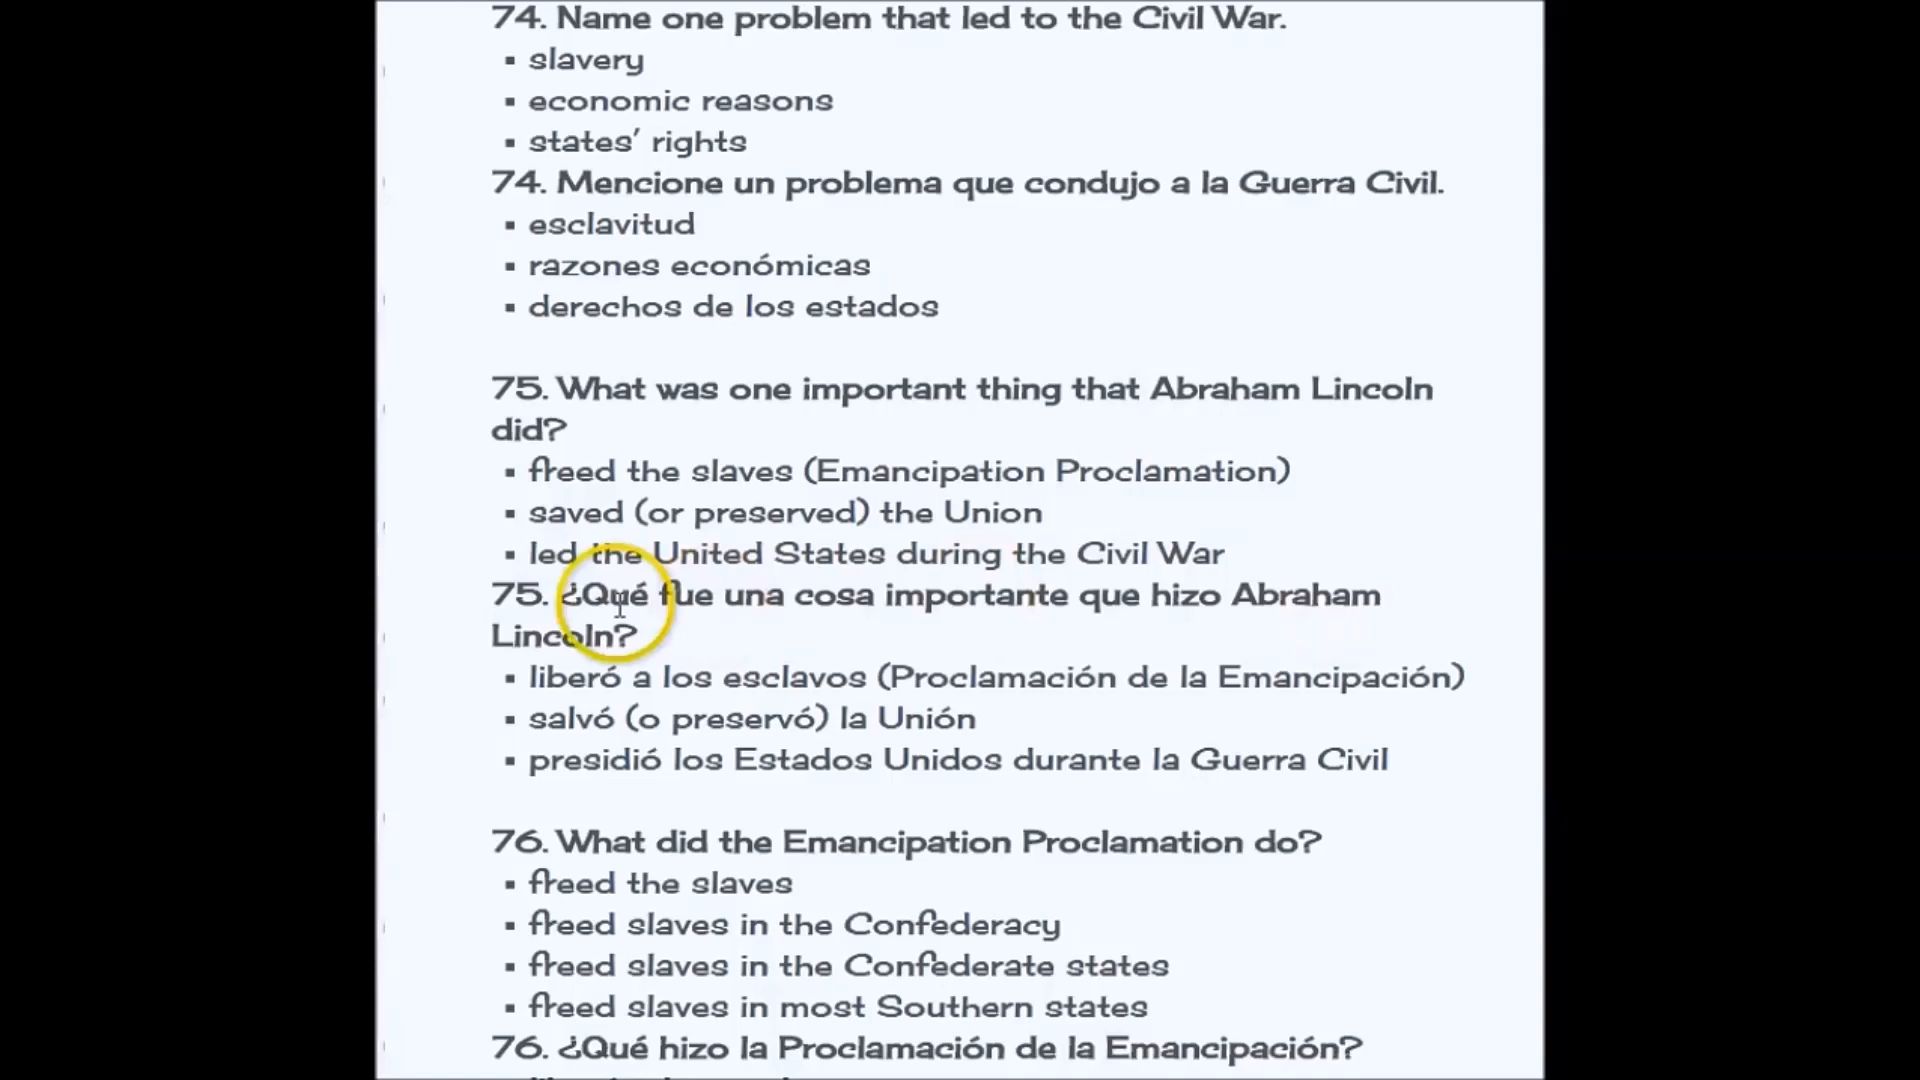 74. Name one problem that led to the Civil War.
▪ slavery
▪ economic reasons
▪ states’ rights
74. Mencione un problema que condujo a la Guerra Civil.
▪ esclavitud
▪ razones económicas
▪ derechos de los estados
75. What was one important thing that Abraham Lincoln
did?
▪ freed the slaves (Emancipation Proclamation)
▪ saved (or preserved) the Union
▪ led the United States during the Civil War
75. ¿Qué fue una cosa importante que hizo Abraham
Lincoln?
▪ liberó a los esclavos (Proclamación de la Emancipación)
▪ salvó (o preservó) la Unión
▪ presidió los Estados Unidos durante la Guerra Civil
76. What did the Emancipation Proclamation do?
▪ freed the slaves
▪ freed slaves in the Confederacy
▪ freed slaves in the Confederate states
▪ freed slaves in most Southern states
76. ¿Qué hizo la Proclamación de la Emancipación?